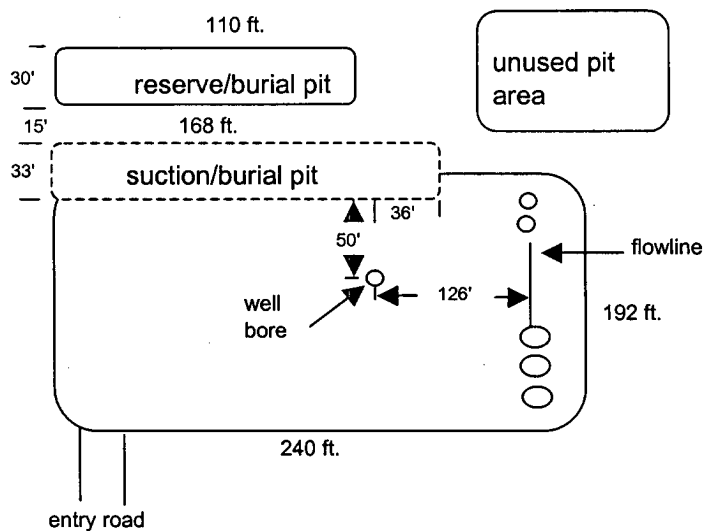 110 ft.
30'
reserve/burial pit
unused pit
area
15'
168 ft.
33'
suction/burial pit
36'
50'
flowline
126'
well
bore
192 ft.
240 ft.
entry road